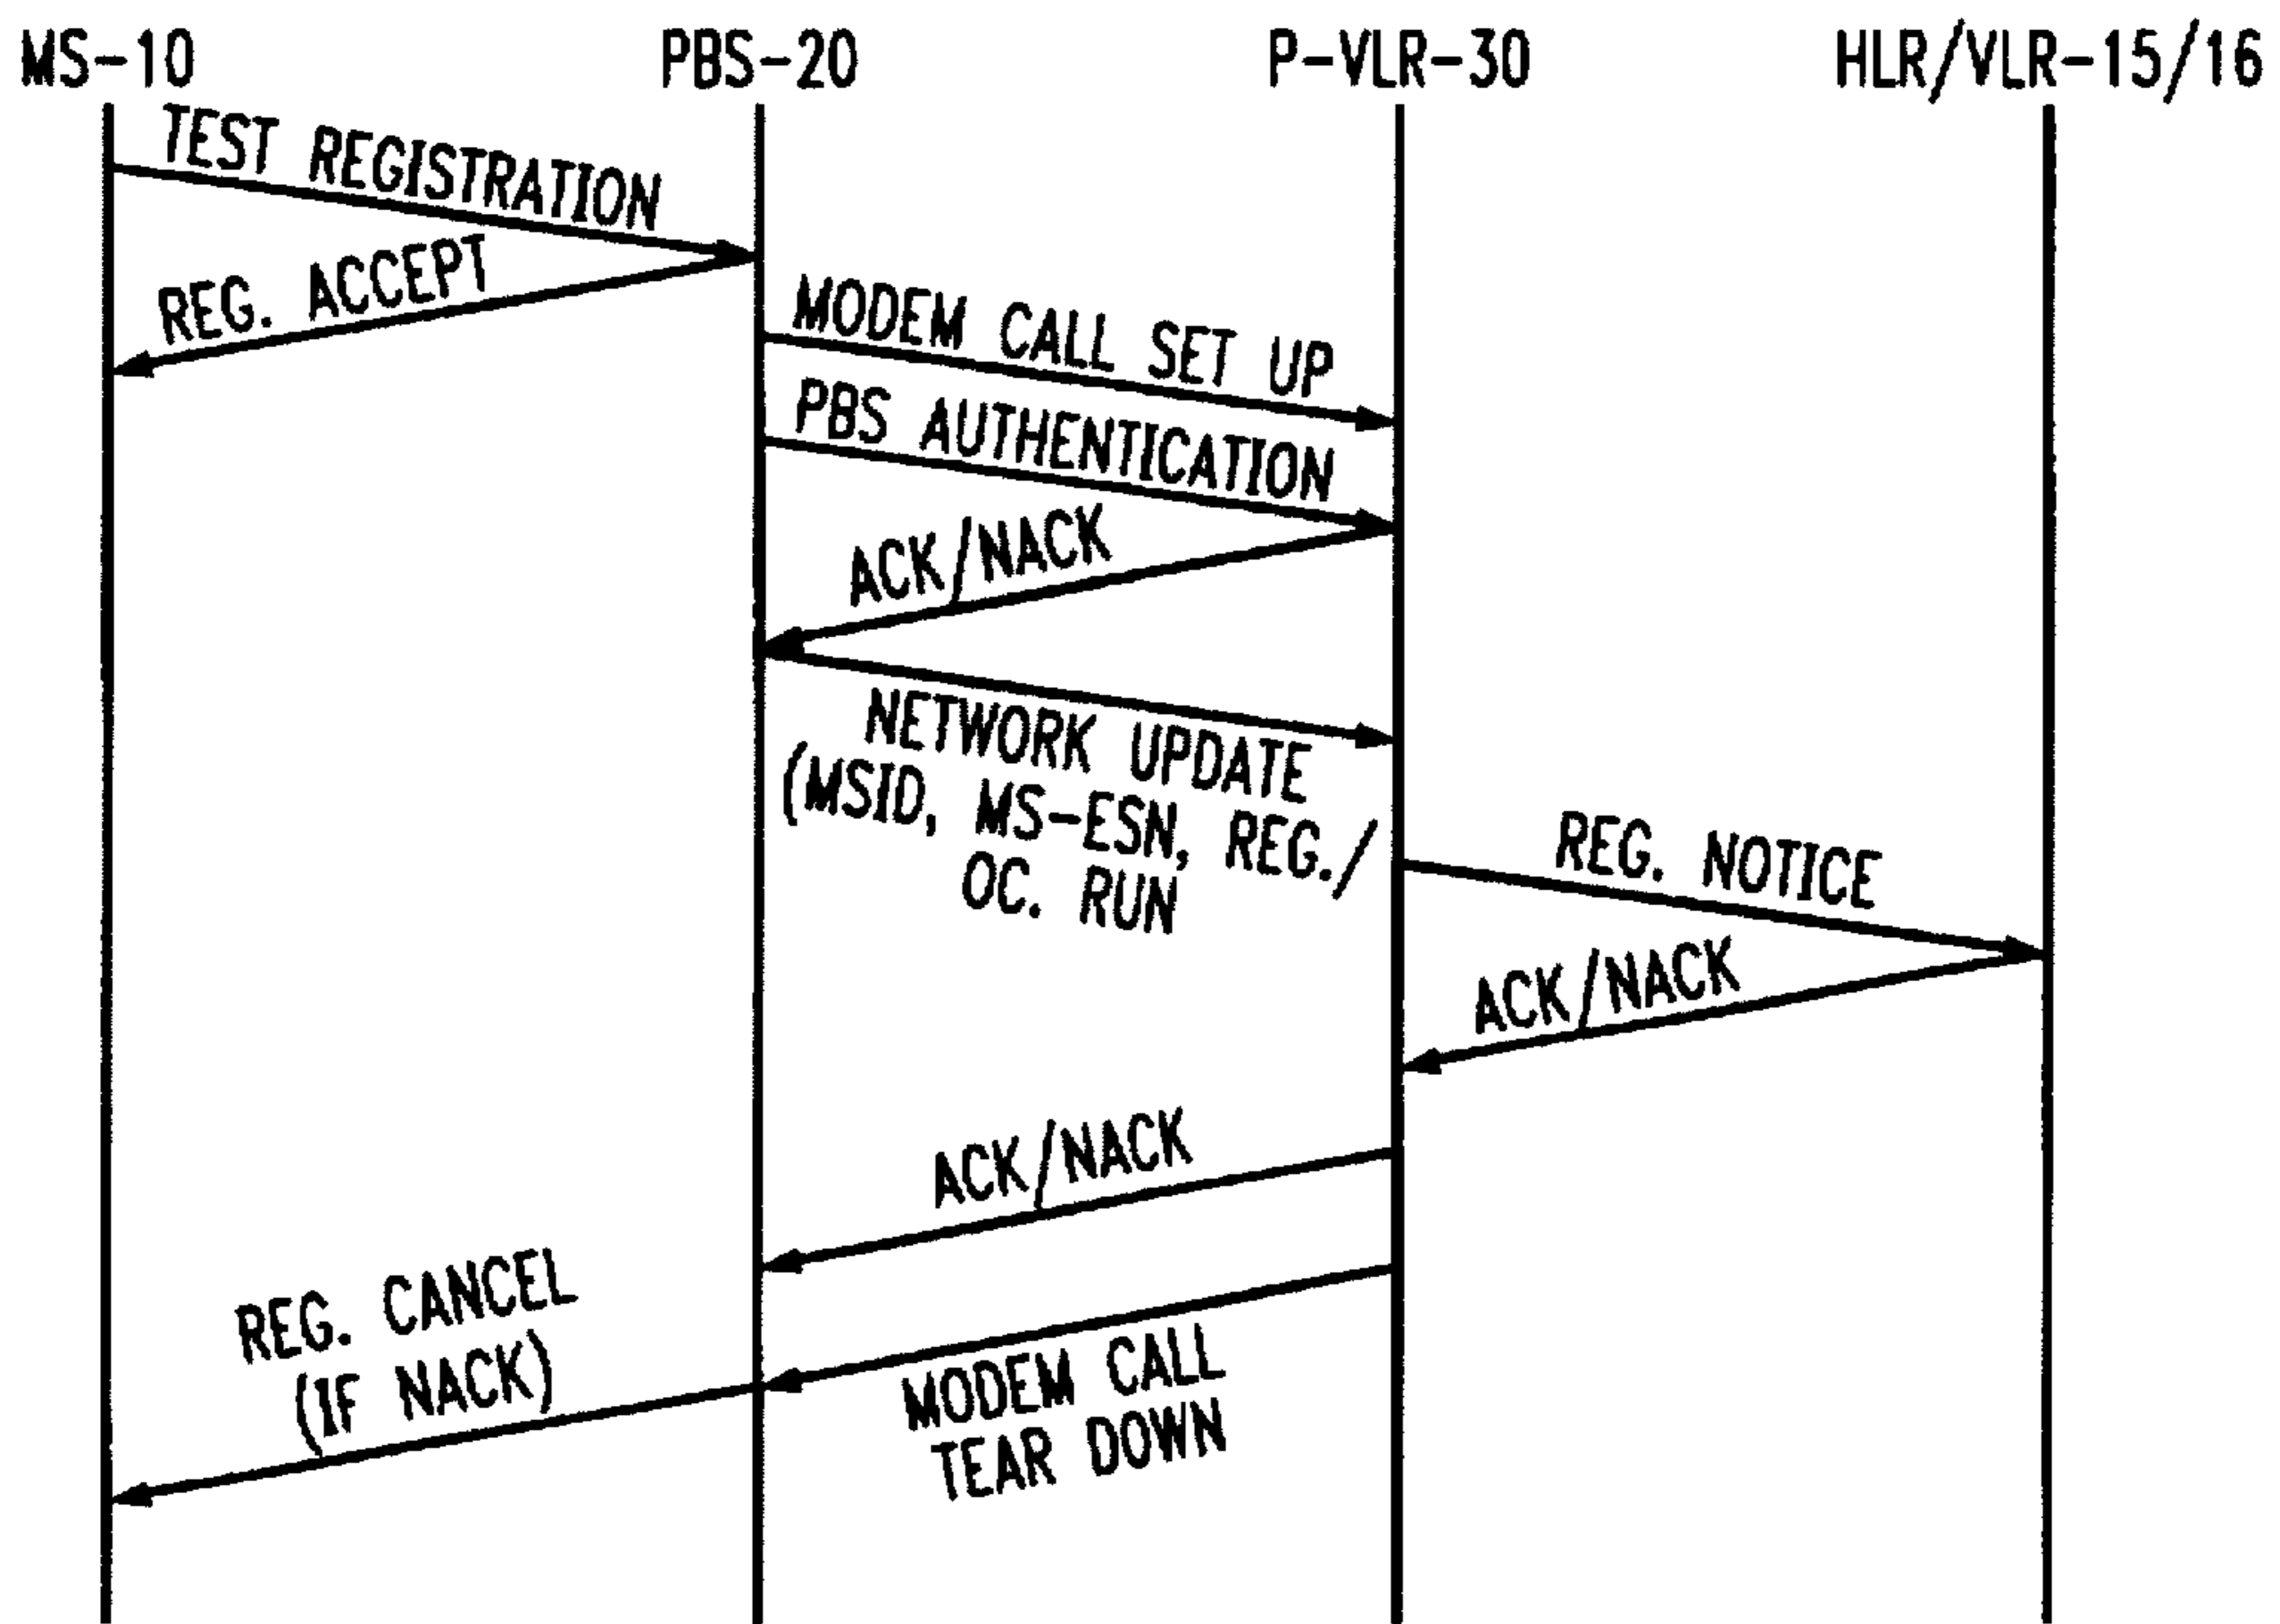 MS-10
PBS-20
P-VLR-30
HLR/VLR-15/16
TEST REGISTRATION
REG. ACCEPT
MODEM CALL SET UP
PBS AUTHENTICATION
ACK/NACK
NETWORK UPDATE
(MSID, MS-ESN, REG./
OC. RUN
REG. NOTICE
ACK/NACK
ACK/NACK
REG. CANCEL
(IF NACK)
MODEM CALL
TEAR DOWN